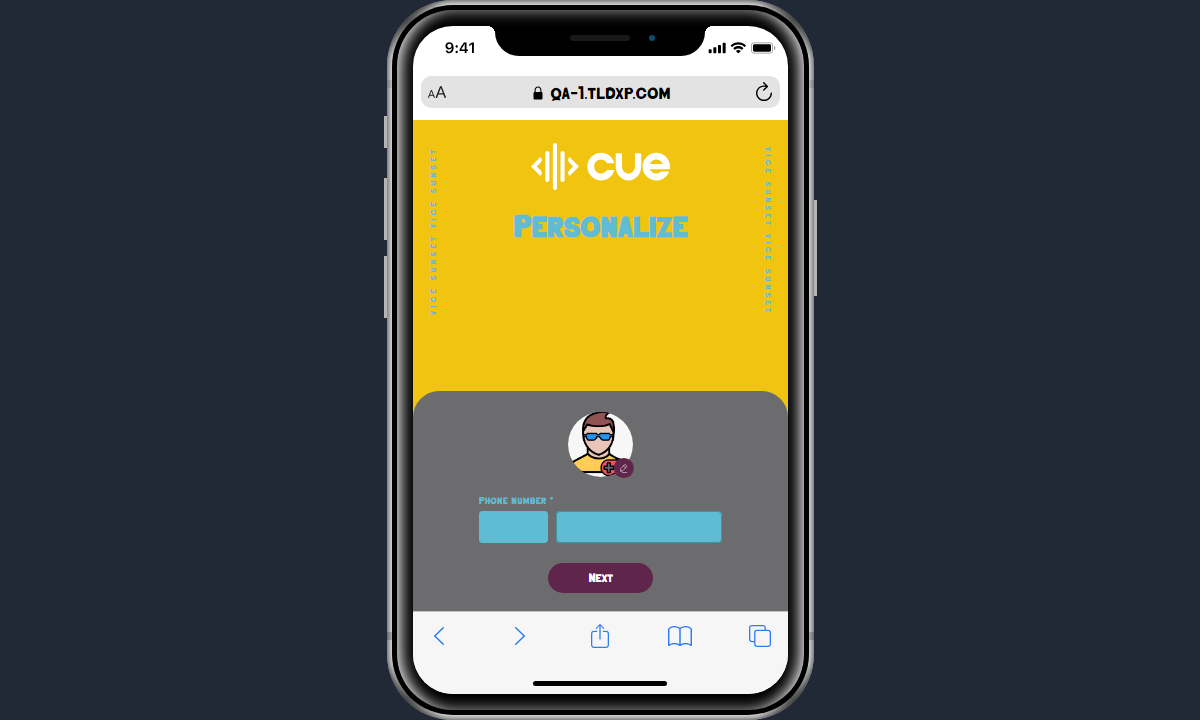 9:41
AA
QA-1.TLDXP.COM
cue
PERSONALIZE
VICE SUNSET VICE SUNSET
VICE SUNSET VICE SUNSET
PHONE NUMBER *
NEXT